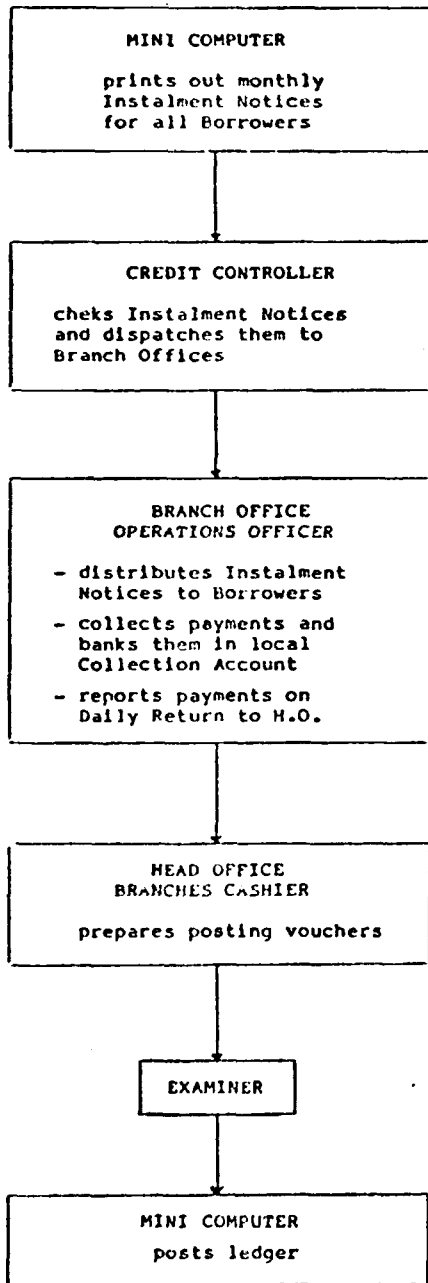 MINI COMPUTER
prints out monthly
Instalment Notices
for all Borrowers
CREDIT CONTROLLER
cheks Instalment Notices
and dispatches them to
Branch Offices
BRANCH OFFICE
OPERATIONS OFFICER
- distributes Instalment
Notices to Borrowers
- collects payments and
banks them in local
Collection Account
- reports payments on
Daily Return to H.O.
HEAD OFFICE
BRANCHES CASHIER
prepares posting vouchers
EXAMINER
MINI COMPUTER
posts ledger